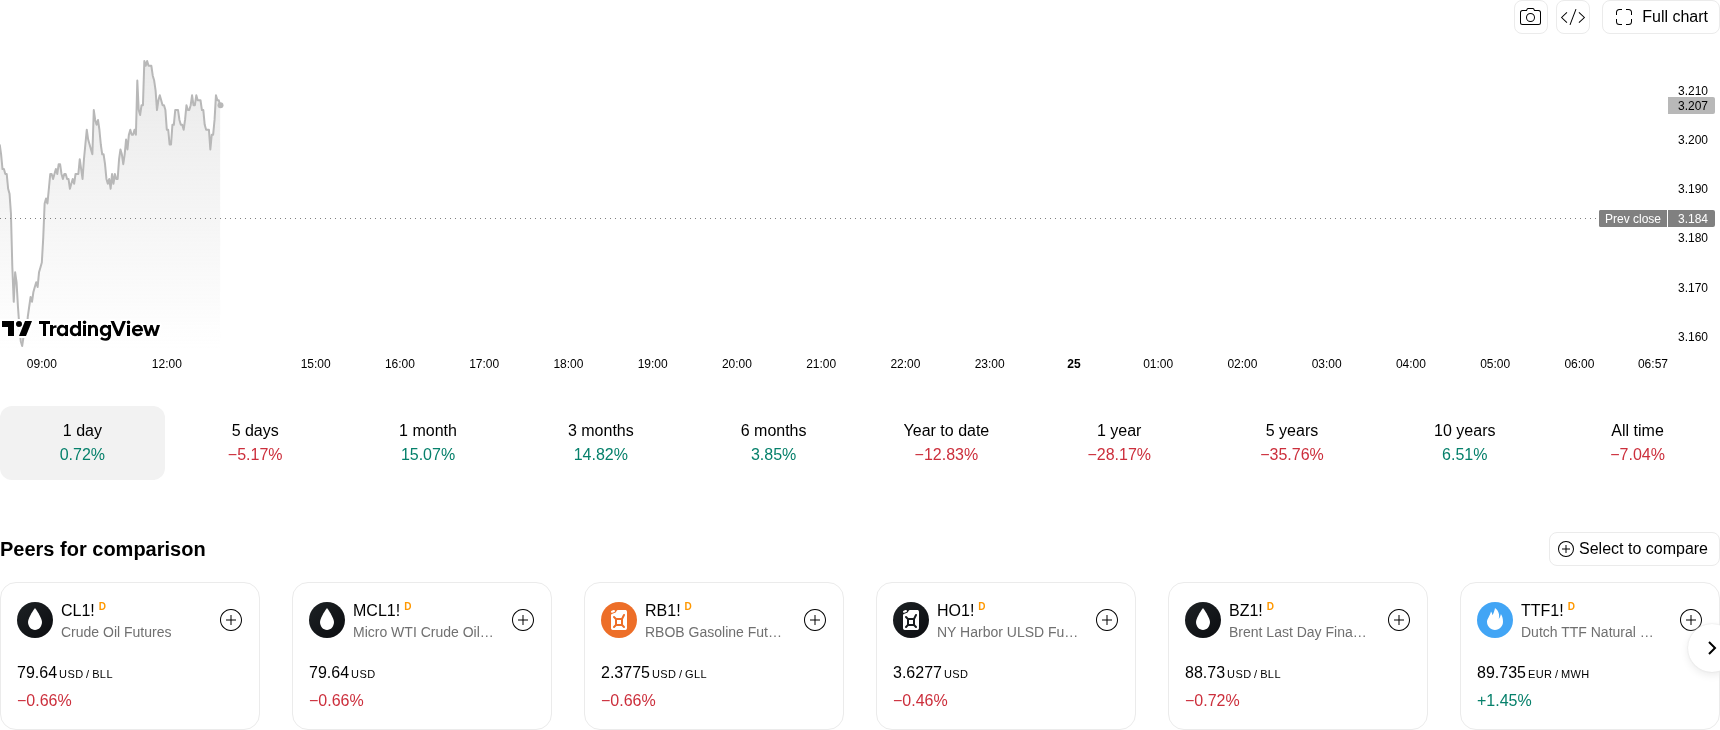 Full chart
3.210
3.207
3.200
3.190
Prev close 3.184
3.180
3.170
3.160
TradingView
09:00 12:00 15:00 16:00 17:00 18:00 19:00 20:00 21:00 22:00 23:00 25 01:00 02:00 03:00 04:00 05:00 06:00 06:57
1 day 5 days 1 month 3 months 6 months Year to date 1 year 5 years 10 years All time
0.72% −5.17% 15.07% 14.82% 3.85% −12.83% −28.17% −35.76% 6.51% −7.04%
Peers for comparison
Select to compare
CL1! D
Crude Oil Futures
79.64 USD / BLL
−0.66%
MCL1! D
Micro WTI Crude Oil…
79.64 USD
−0.66%
RB1! D
RBOB Gasoline Fut…
2.3775 USD / GLL
−0.66%
HO1! D
NY Harbor ULSD Fu…
3.6277 USD
−0.46%
BZ1! D
Brent Last Day Fina…
88.73 USD / BLL
−0.72%
TTF1! D
Dutch TTF Natural …
89.735 EUR / MWH
+1.45%